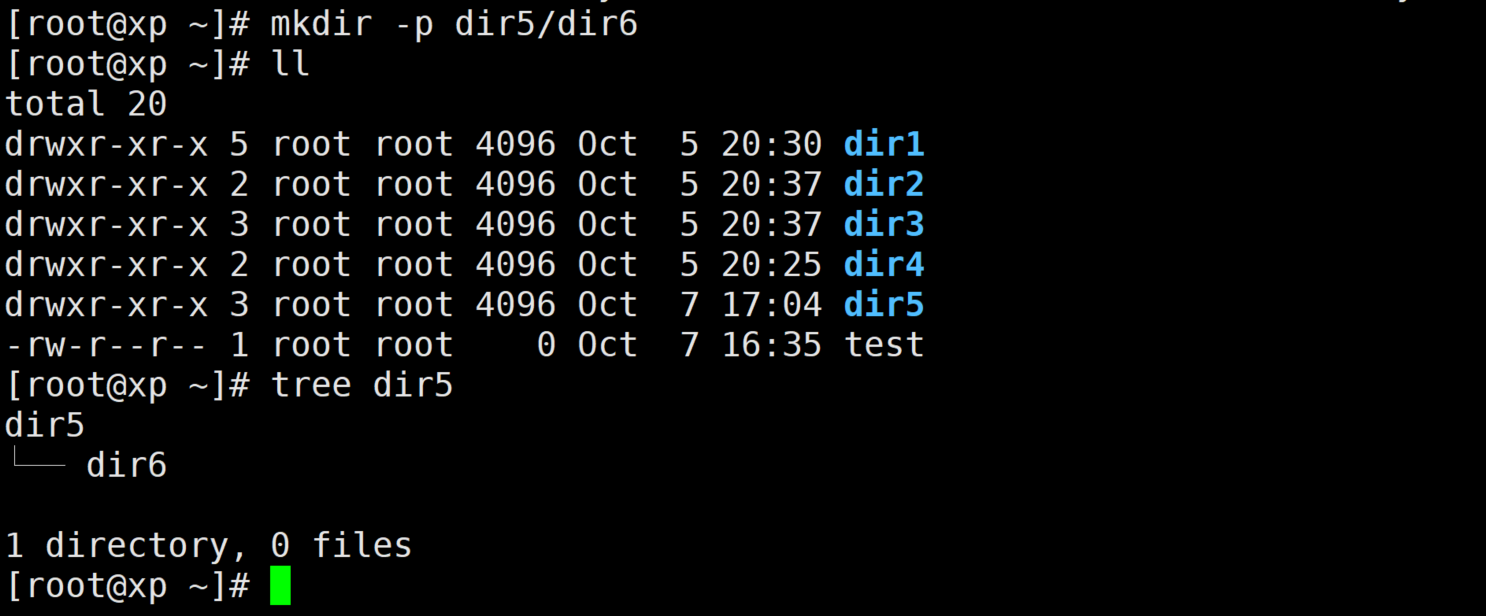 [root@xp ~]# mkdir -p dir5/dir6
[root@xp ~]# ll
total 20
drwxr-xr-x 5 root root 4096 Oct  5 20:30 dir1
drwxr-xr-x 2 root root 4096 Oct  5 20:37 dir2
drwxr-xr-x 3 root root 4096 Oct  5 20:37 dir3
drwxr-xr-x 2 root root 4096 Oct  5 20:25 dir4
drwxr-xr-x 3 root root 4096 Oct  7 17:04 dir5
-rw-r--r-- 1 root root    0 Oct  7 16:35 test
[root@xp ~]# tree dir5
dir5
└── dir6
1 directory, 0 files
[root@xp ~]#